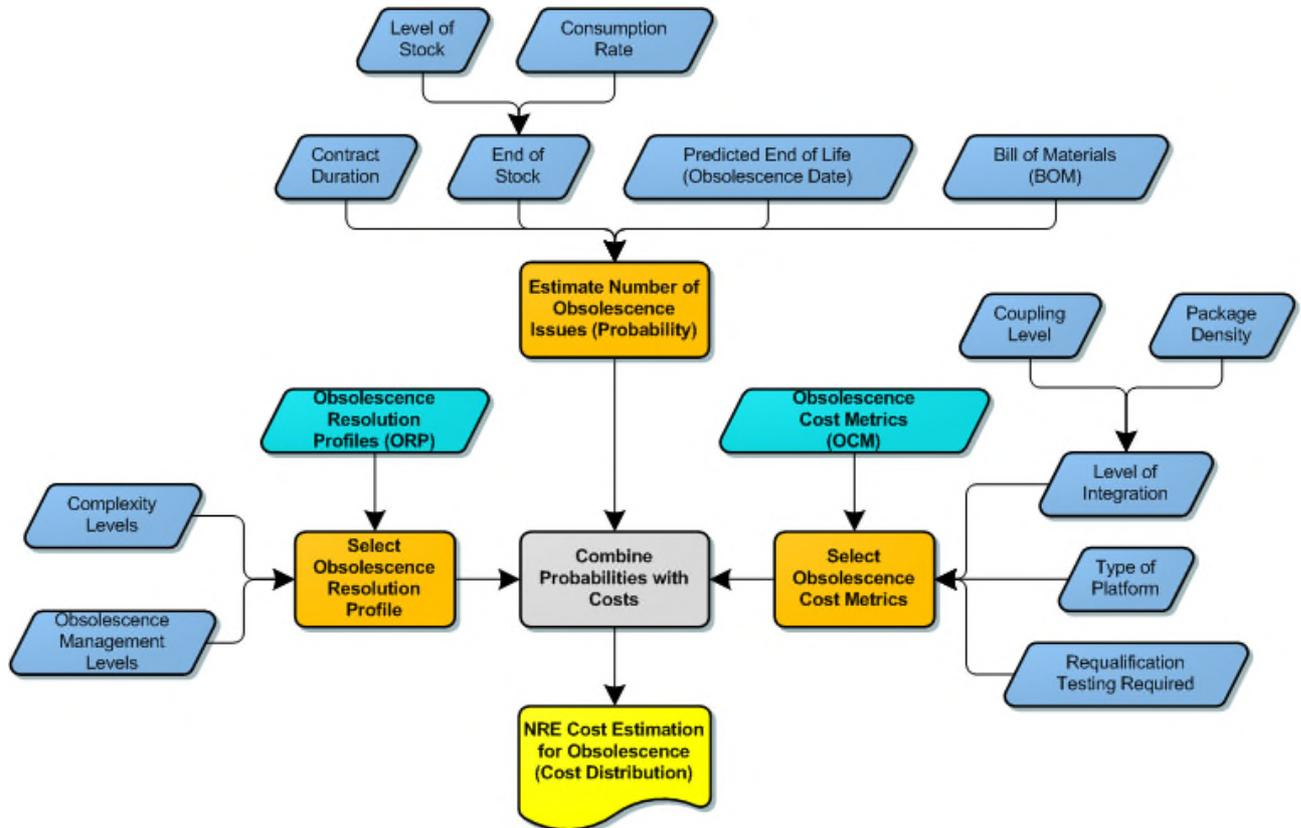 Level of
Stock
Consumption
Rate
Contract
Duration
End of
Stock
Predicted End of Life
(Obsolescence Date)
Bill of Materials
(BOM)
Estimate Number of
Obsolescence
Issues (Probability)
Coupling
Level
Package
Density
Obsolescence
Resolution
Profiles (ORP)
Obsolescence
Cost Metrics
(OCM)
Level of
Integration
Complexity
Levels
Select
Obsolescence
Resolution
Profile
Combine
Probabilities with
Costs
Select
Obsolescence
Cost Metrics
Type of
Platform
Obsolescence
Management
Levels
Requalification
Testing Required
NRE Cost Estimation
for Obsolescence
(Cost Distribution)